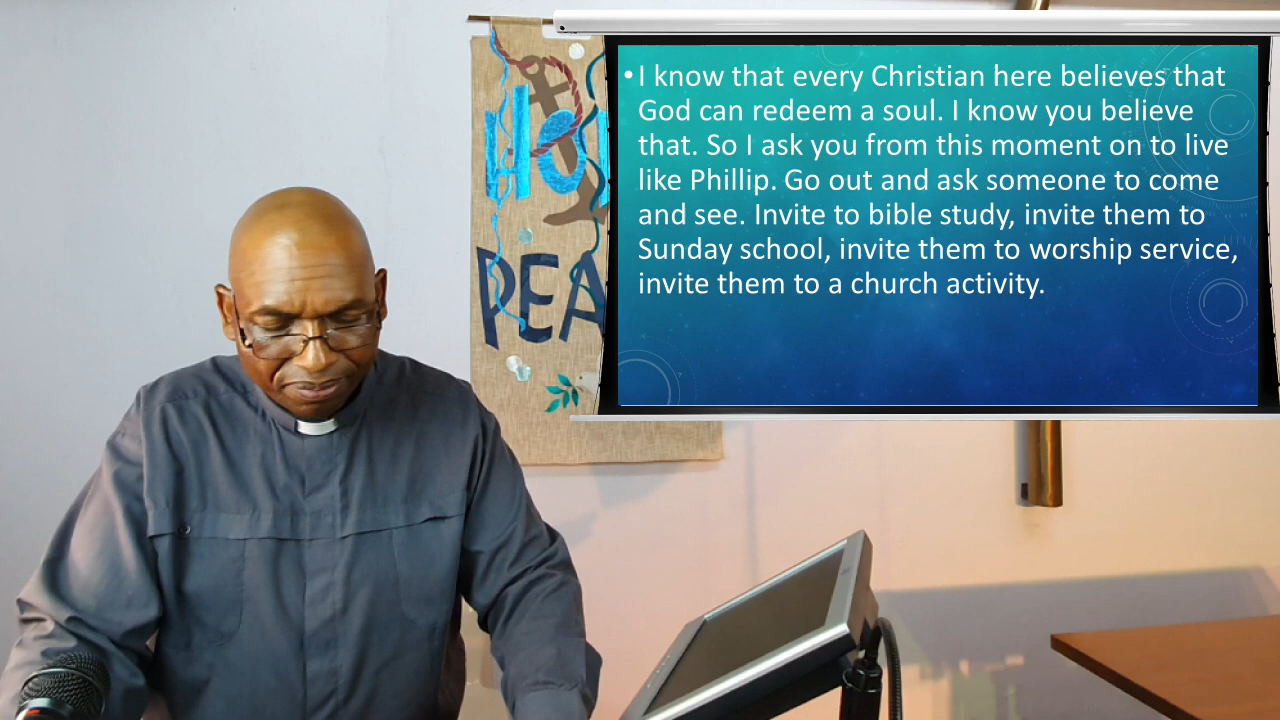 HO
PEA
• I know that every Christian here believes that
God can redeem a soul. I know you believe
that. So I ask you from this moment on to live
like Phillip. Go out and ask someone to come
and see. Invite to bible study, invite them to
Sunday school, invite them to worship service,
invite them to a church activity.